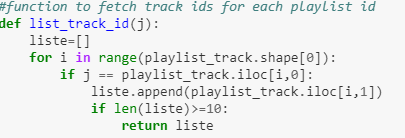 #function to fetch track ids for each playlist id
def list_track_id(j):
    liste=[]
    for i in range(playlist_track.shape[0]):
        if j == playlist_track.iloc[i,0]:
            liste.append(playlist_track.iloc[i,1])
            if len(liste)>=10:
                return liste